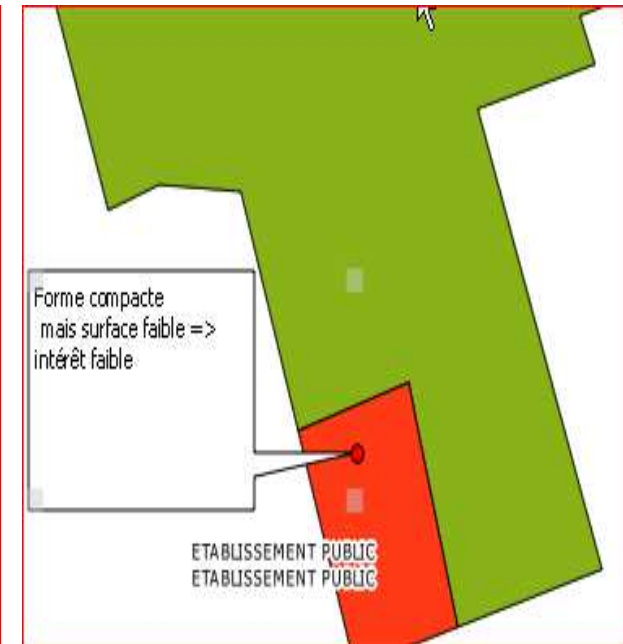 Forme compacte
mais surface faible =>
intérêt faible
ETABLISSEMENT PUBLIC
ETABLISSEMENT PUBLIC